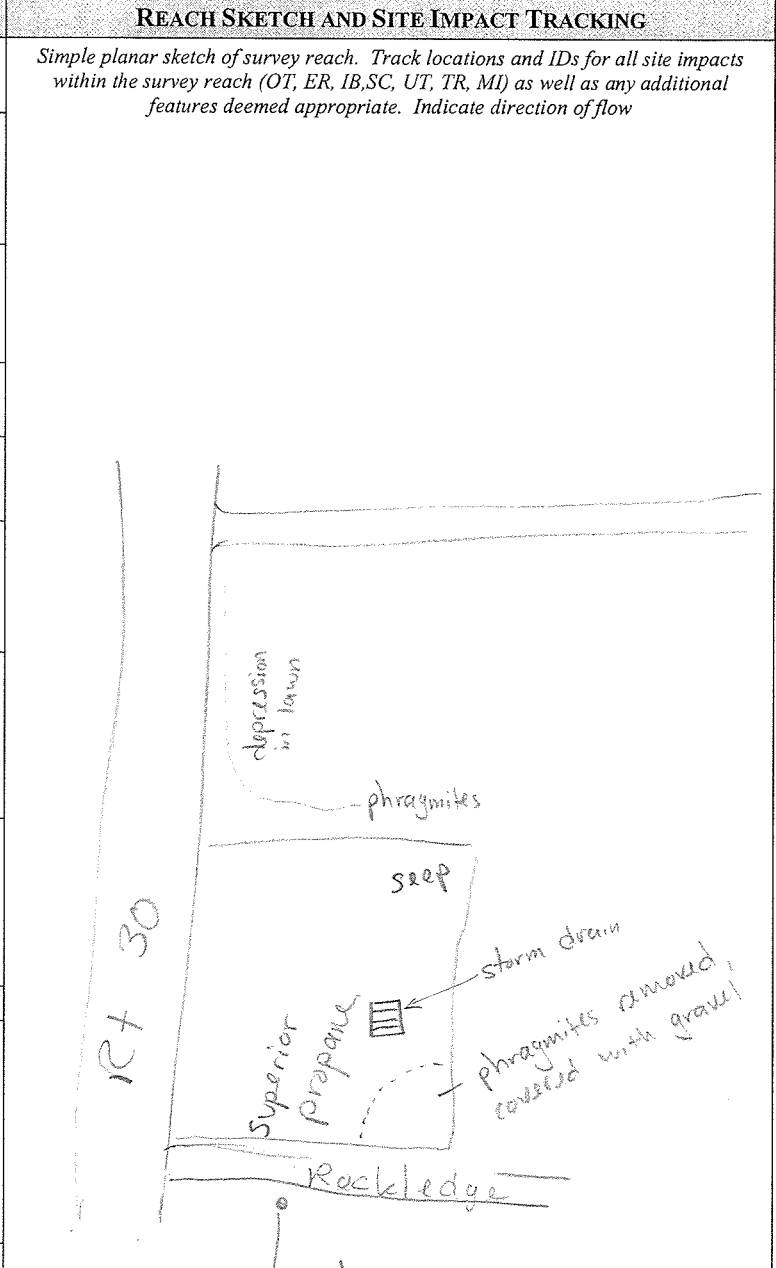 REACH SKETCH AND SITE IMPACT TRACKING
Simple planar sketch of survey reach. Track locations and IDs for all site impacts
within the survey reach (OT, ER, IB,SC, UT, TR, MI) as well as any additional
features deemed appropriate. Indicate direction of flow
depression
in lawn
phragmites
seep
Rt 30
storm drain
Superior
Propane
phragmites removed,
covered with gravel
Rockledge